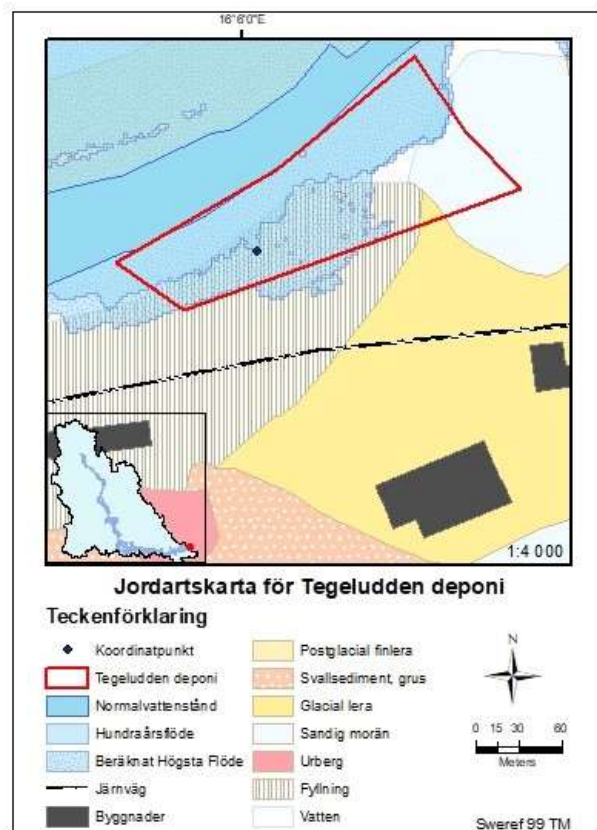 16°6'0"E
1:4 000
Jordartskarta för Tegeludden deponi
Teckenförklaring
Koordinatpunkt
Tegeludden deponi
Normalvattenstånd
Hundraårsflöde
Beräknat Högsta Flöde
Järnväg
Byggnader
Postglacial finlera
Svallsediment, grus
Glacial lera
Sandig morän
Urberg
Fyllning
Vatten
N
0 15 30 60
Meters
Sweref 99 TM